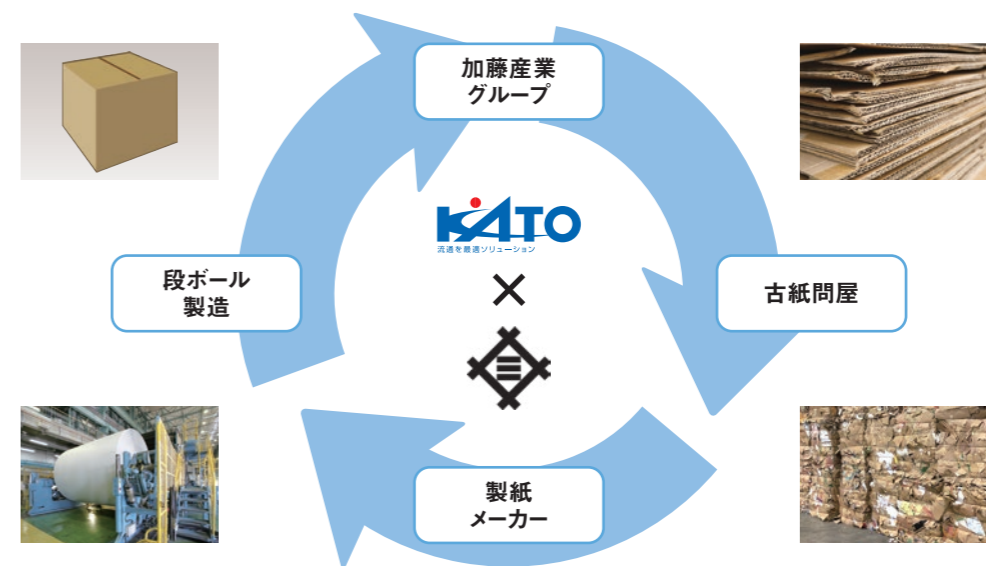 加藤産業
グループ
KATO
流通を最適ソリューション
段ボール
製造
古紙問屋
製紙
メーカー